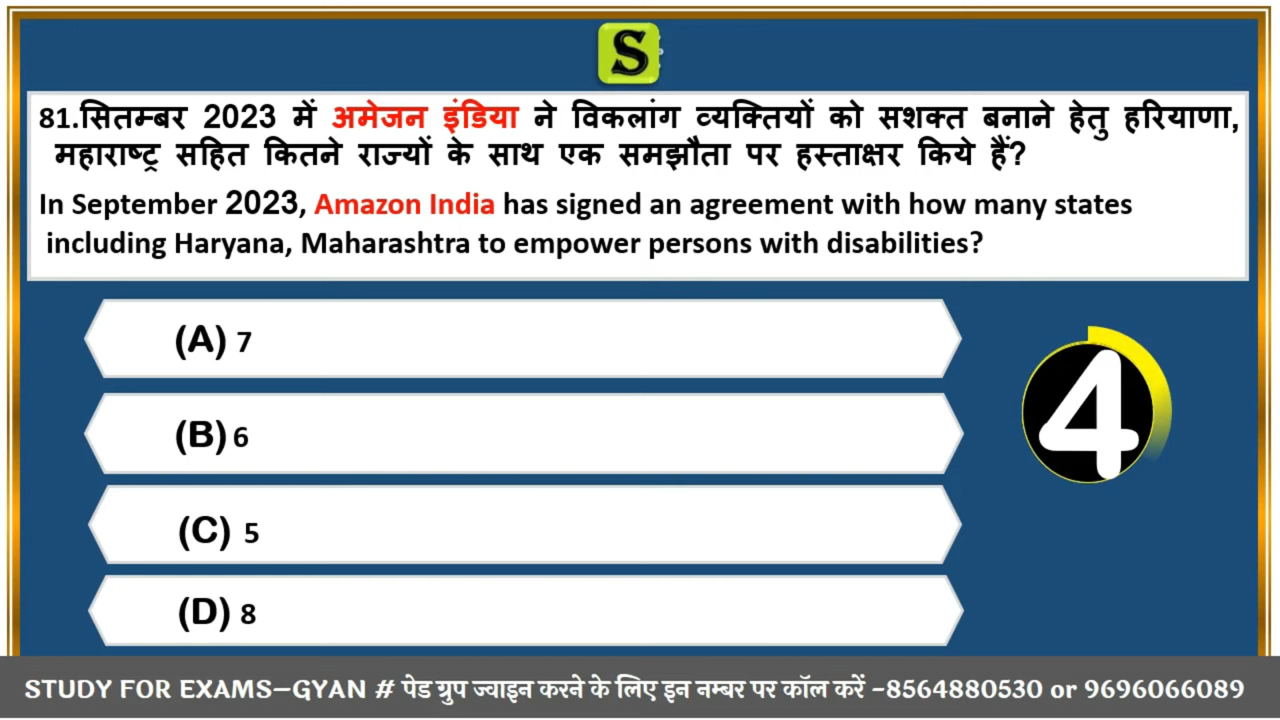 S
81.सितम्बर 2023 में अमेजन इंडिया ने विकलांग व्यक्तियों को सशक्त बनाने हेतु हरियाणा,
महाराष्ट्र सहित कितने राज्यों के साथ एक समझौता पर हस्ताक्षर किये हैं?
In September 2023, Amazon India has signed an agreement with how many states
including Haryana, Maharashtra to empower persons with disabilities?
(A) 7
(B) 6
(C) 5
(D) 8
4
STUDY FOR EXAMS–GYAN # पेड ग्रुप ज्वाइन करने के लिए इन नम्बर पर कॉल करें –8564880530 or 9696066089